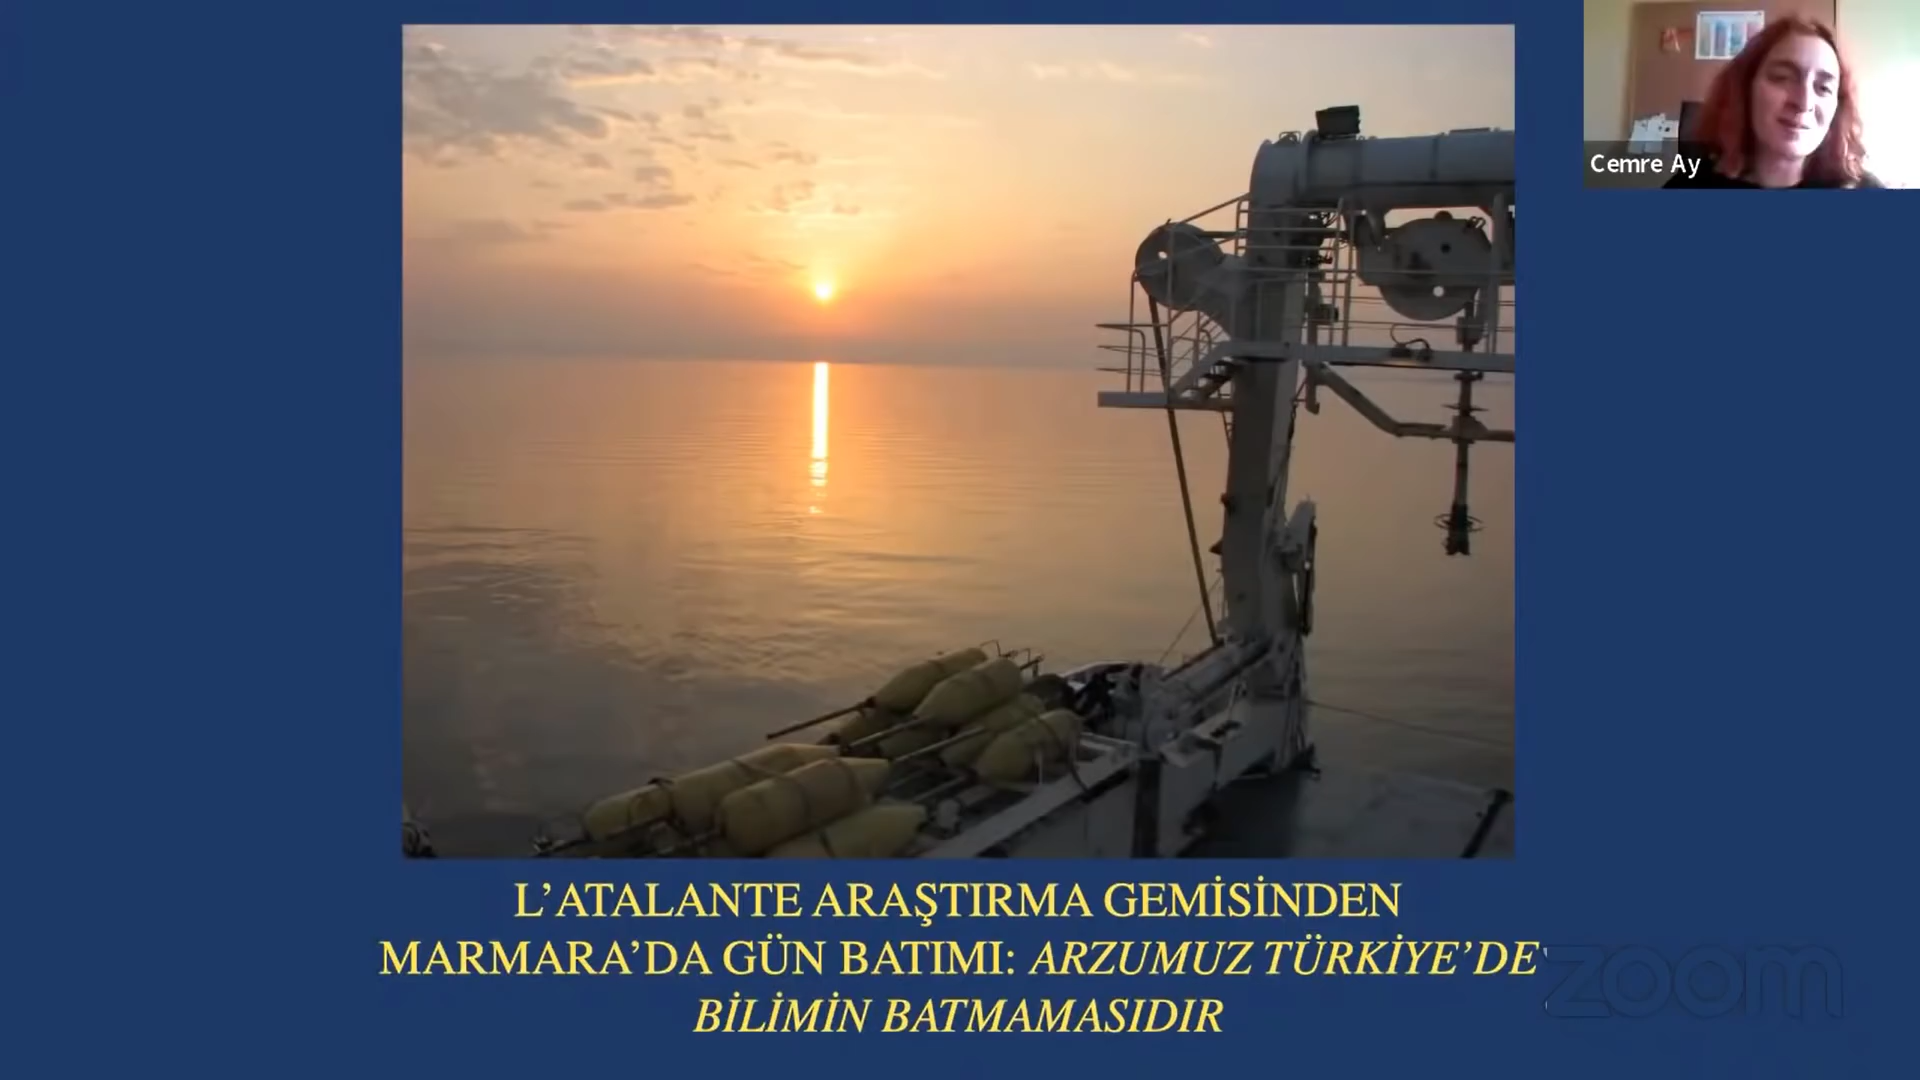 Cemre Ay
L’ATALANTE ARAŞTIRMA GEMİSİNDEN
MARMARA’DA GÜN BATIMI: ARZUMUZ TÜRKİYE’DE
BİLİMİN BATMAMASIDIR
zoom